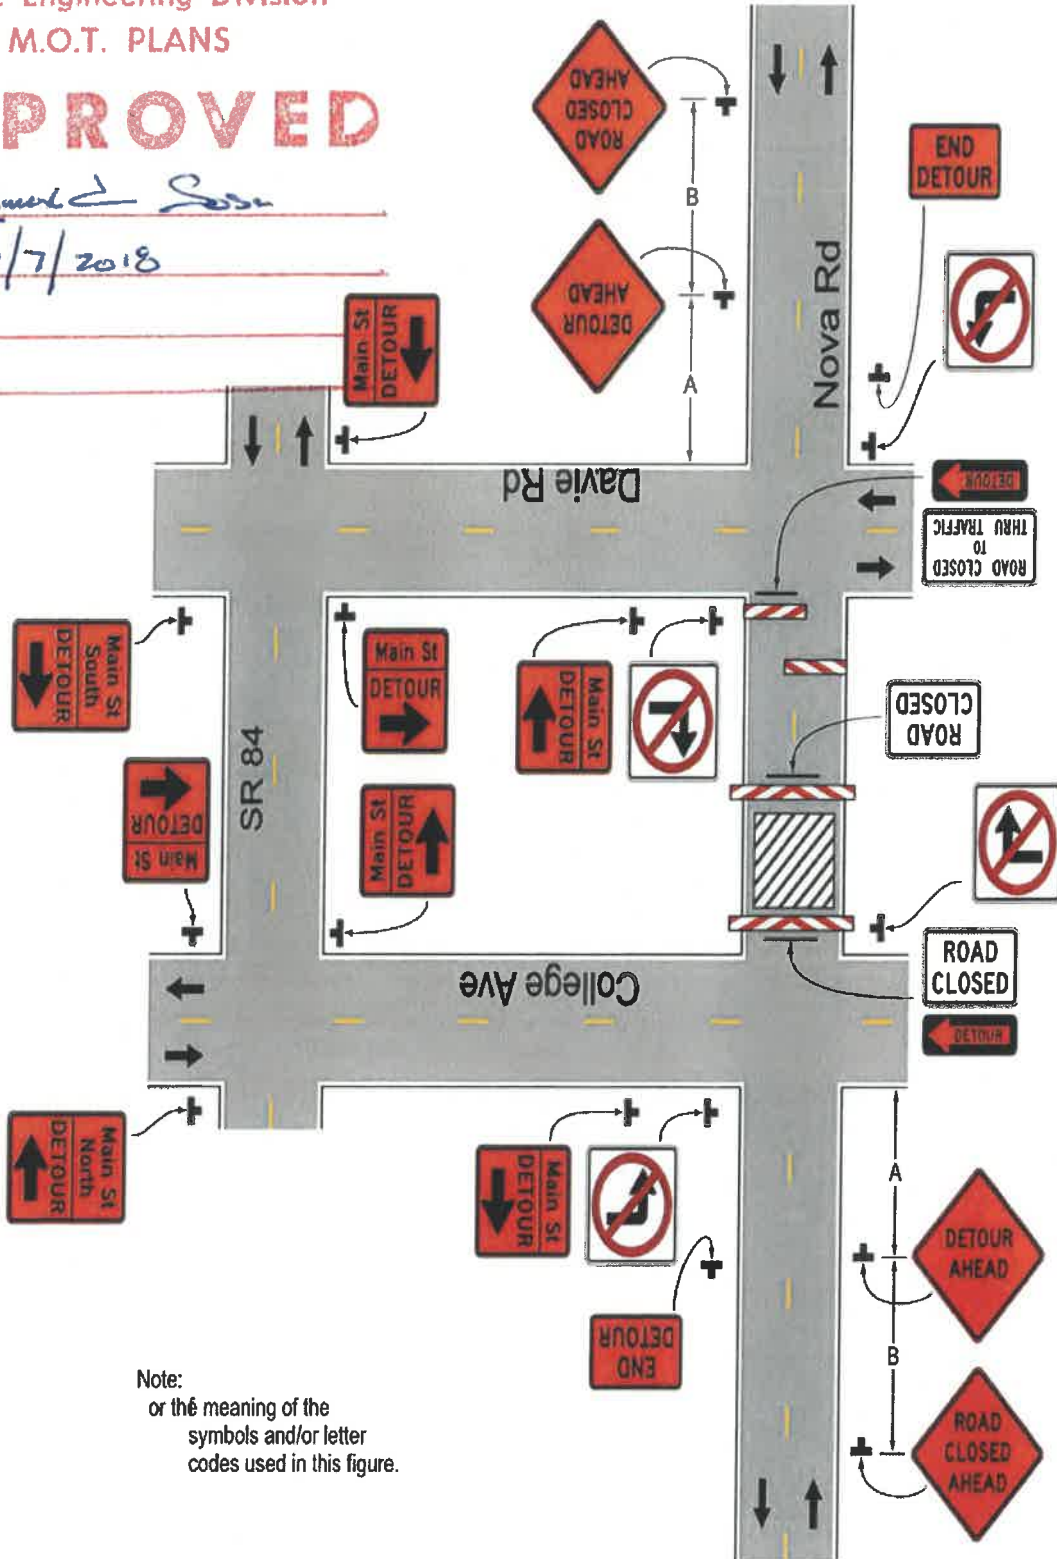 Engineering Division
M.O.T. PLANS
PROVED
Sosa
/7/2018
ROAD
CLOSED
AHEAD
B
END
DETOUR
DETOUR
AHEAD
A
Nova Rd
Main St
DETOUR
Davie Rd
DETOUR
ROAD CLOSED
TO
THRU TRAFFIC
Main St
South
DETOUR
Main St
DETOUR
Main St
DETOUR
ROAD
CLOSED
SR 84
Main St
DETOUR
Main St
DETOUR
College Ave
ROAD
CLOSED
DETOUR
Main St
North
DETOUR
Main St
DETOUR
A
DETOUR
AHEAD
END
DETOUR
B
ROAD
CLOSED
AHEAD
Note:
or the meaning of the
symbols and/or letter
codes used in this figure.